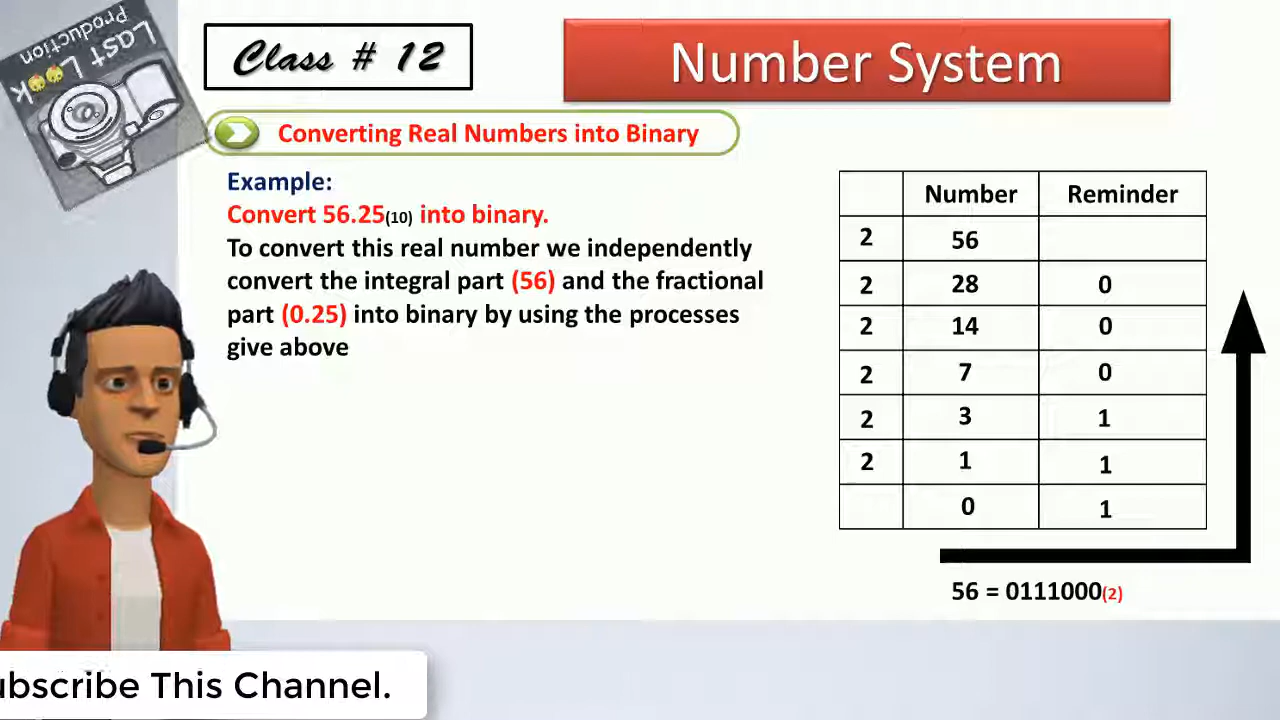 Last Look
Production
Class # 12
Number System
Converting Real Numbers into Binary
Example:
Convert 56.25(10) into binary.
To convert this real number we independently
convert the integral part (56) and the fractional
part (0.25) into binary by using the processes
give above
Number Reminder
2 56
2 28 0
2 14 0
2 7 0
2 3 1
2 1 1
0 1
56 = 0111000(2)
ubscribe This Channel.